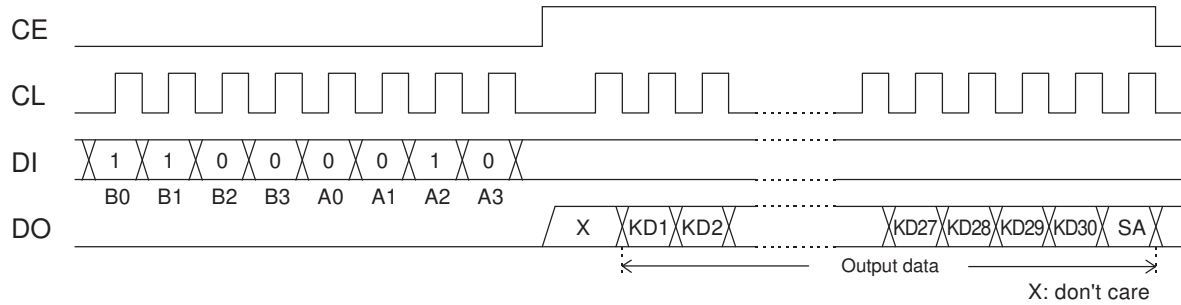 CE
CL
DI 1 1 0 0 0 0 1 0
B0 B1 B2 B3 A0 A1 A2 A3
DO X KD1 KD2 KD27 KD28 KD29 KD30 SA
Output data
X: don't care